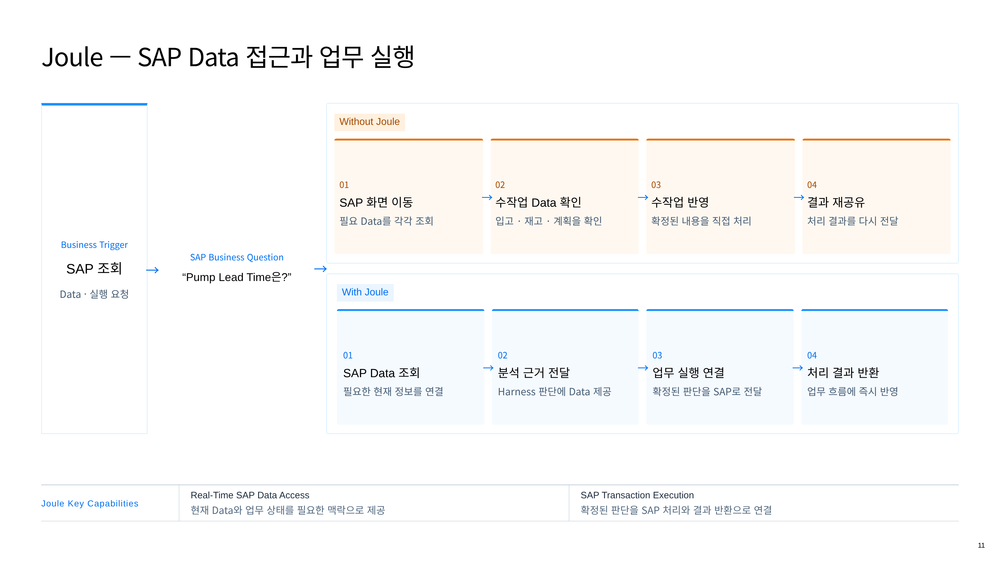 Joule — SAP Data 접근과 업무 실행
Business Trigger
SAP 조회
Data · 실행 요청
→
SAP Business Question
“Pump Lead Time은?”
→
Without Joule
01
SAP 화면 이동
필요 Data를 각각 조회
→
02
수작업 Data 확인
입고 · 재고 · 계획을 확인
→
03
수작업 반영
확정된 내용을 직접 처리
→
04
결과 재공유
처리 결과를 다시 전달
With Joule
01
SAP Data 조회
필요한 현재 정보를 연결
→
02
분석 근거 전달
Harness 판단에 Data 제공
→
03
업무 실행 연결
확정된 판단을 SAP로 전달
→
04
처리 결과 반환
업무 흐름에 즉시 반영
Joule Key Capabilities
Real-Time SAP Data Access
현재 Data와 업무 상태를 필요한 맥락으로 제공
SAP Transaction Execution
확정된 판단을 SAP 처리와 결과 반환으로 연결
11